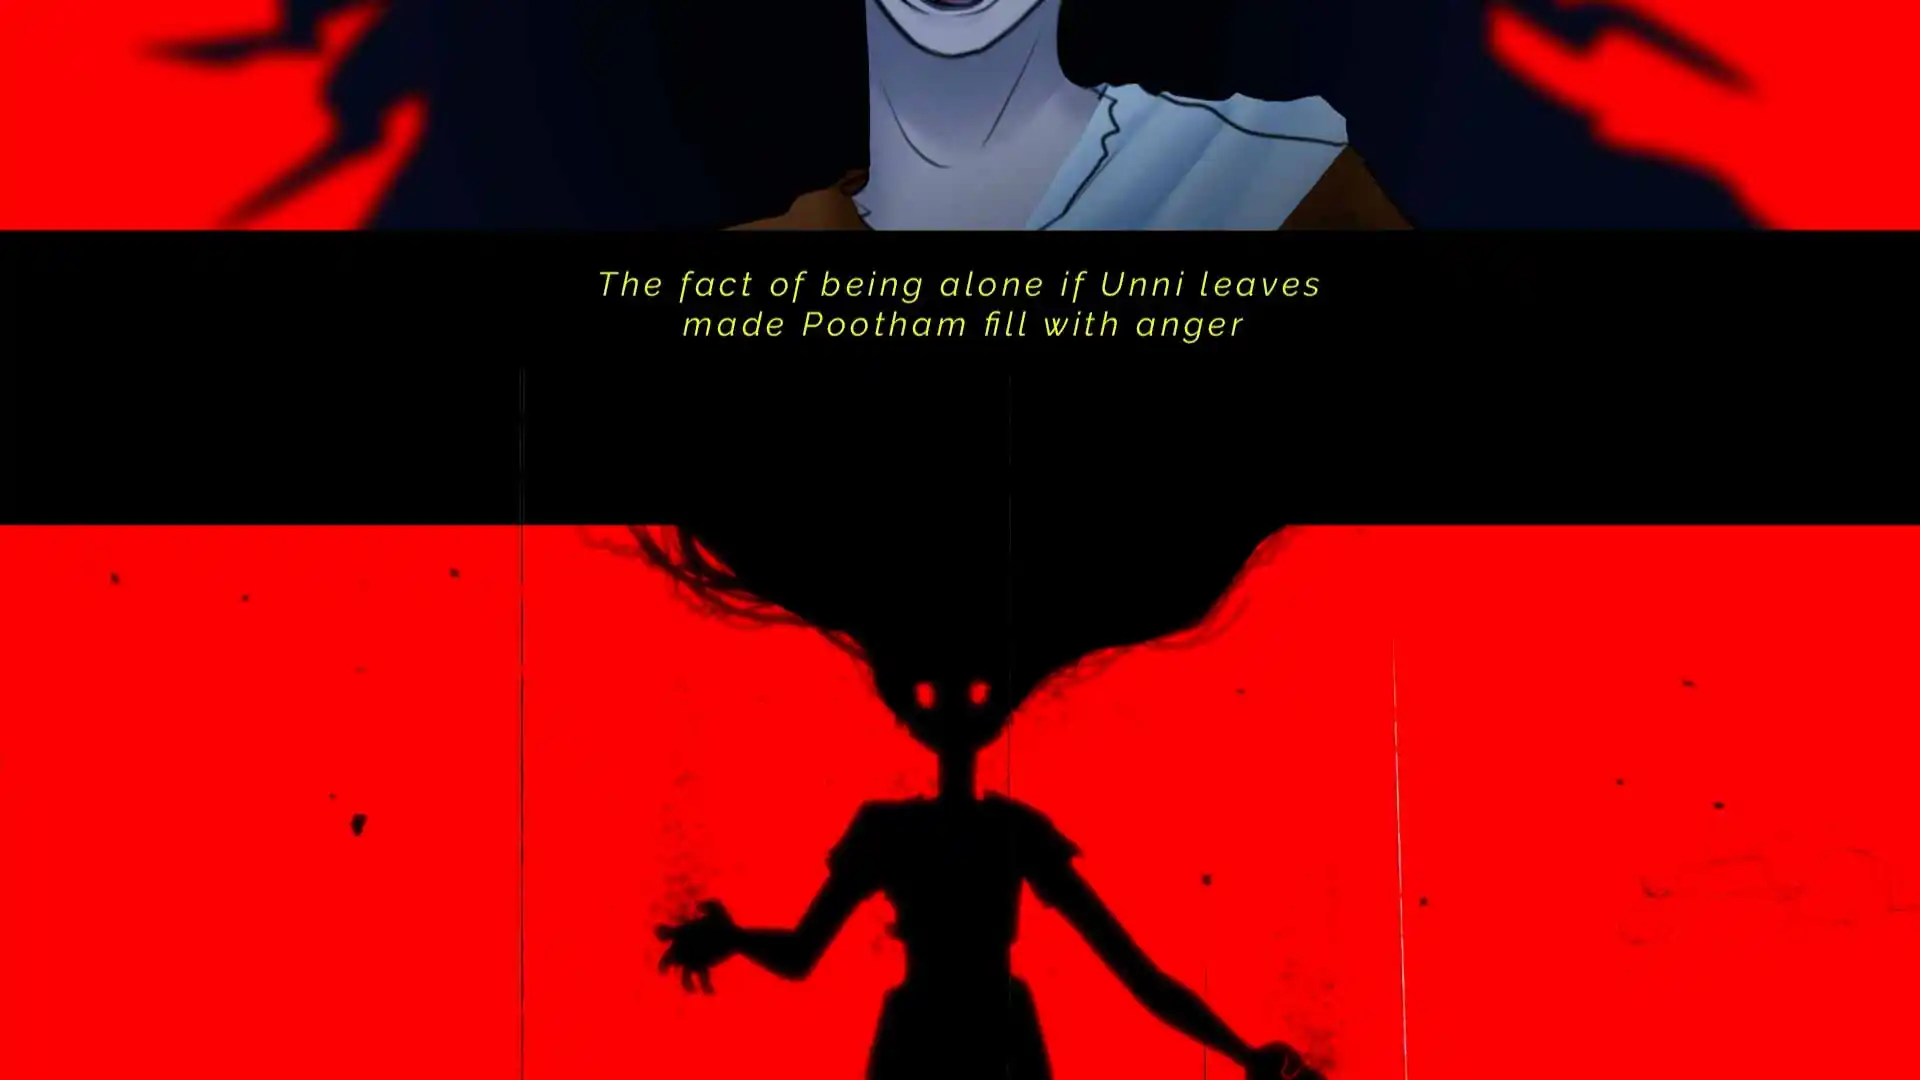 The fact of being alone if Unni leaves
made Pootham fill with anger